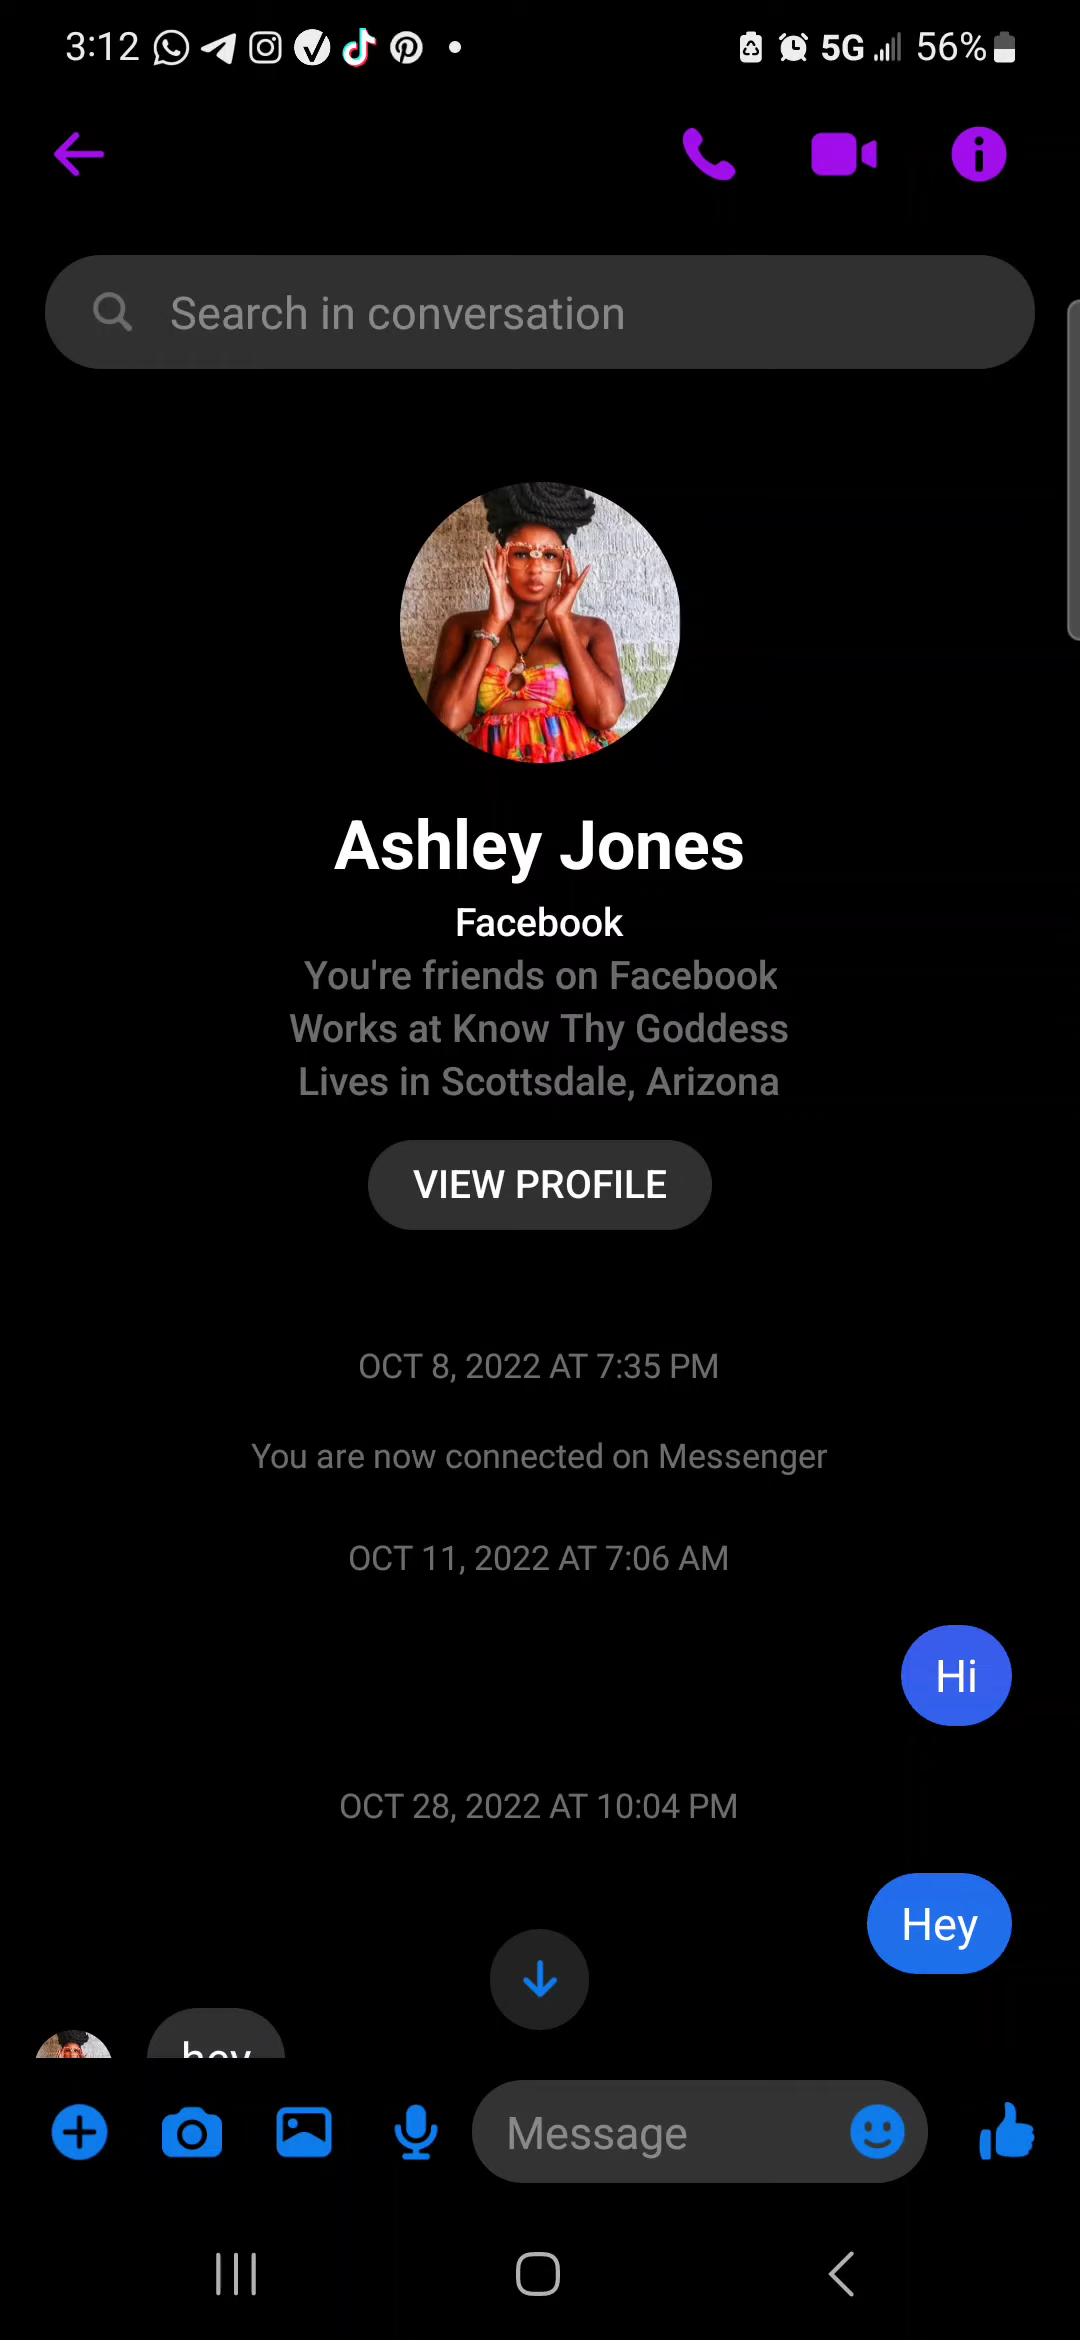 3:12 5G 56%
Search in conversation
Ashley Jones
Facebook
You're friends on Facebook
Works at Know Thy Goddess
Lives in Scottsdale, Arizona
VIEW PROFILE
OCT 8, 2022 AT 7:35 PM
You are now connected on Messenger
OCT 11, 2022 AT 7:06 AM
Hi
OCT 28, 2022 AT 10:04 PM
Hey
hey
Message